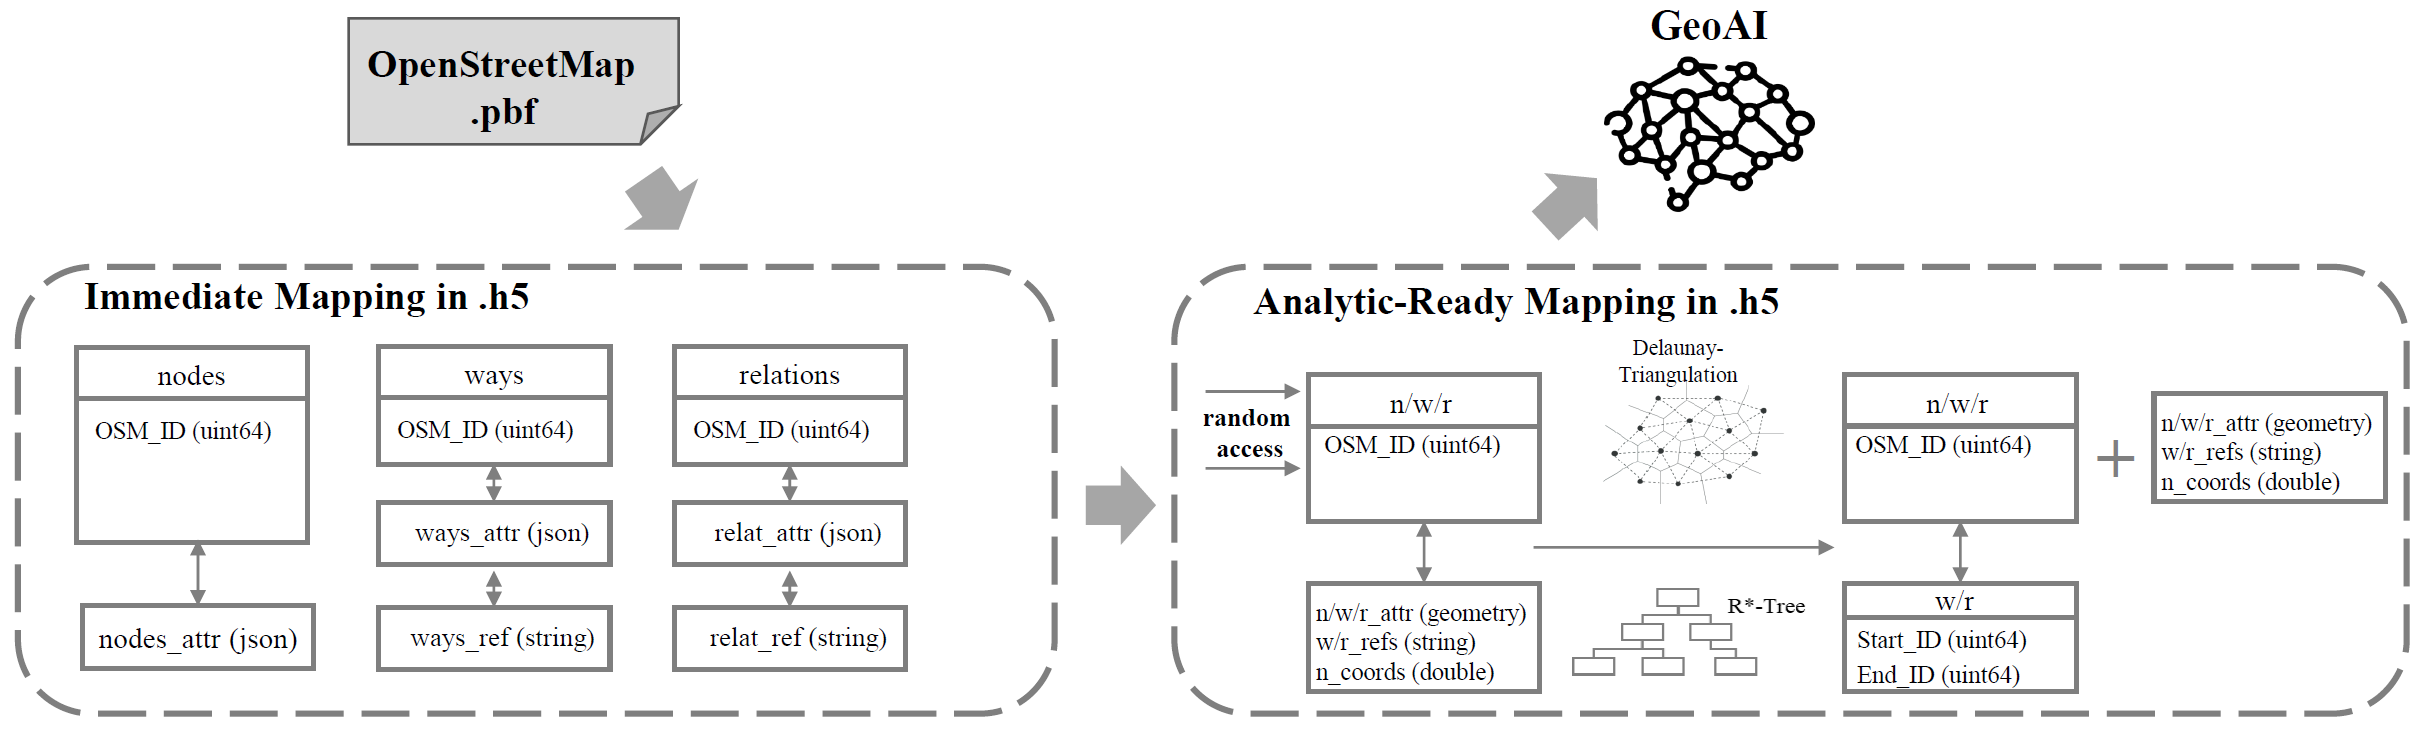 OpenStreetMap
.pbf
GeoAI
Immediate Mapping in .h5
nodes
OSM_ID (uint64)
nodes_attr (json)
ways
OSM_ID (uint64)
ways_attr (json)
ways_ref (string)
relations
OSM_ID (uint64)
relat_attr (json)
relat_ref (string)
Analytic-Ready Mapping in .h5
random
access
n/w/r
OSM_ID (uint64)
n/w/r_attr (geometry)
w/r_refs (string)
n_coords (double)
Delaunay-
Triangulation
R*-Tree
n/w/r
OSM_ID (uint64)
w/r
Start_ID (uint64)
End_ID (uint64)
+
n/w/r_attr (geometry)
w/r_refs (string)
n_coords (double)